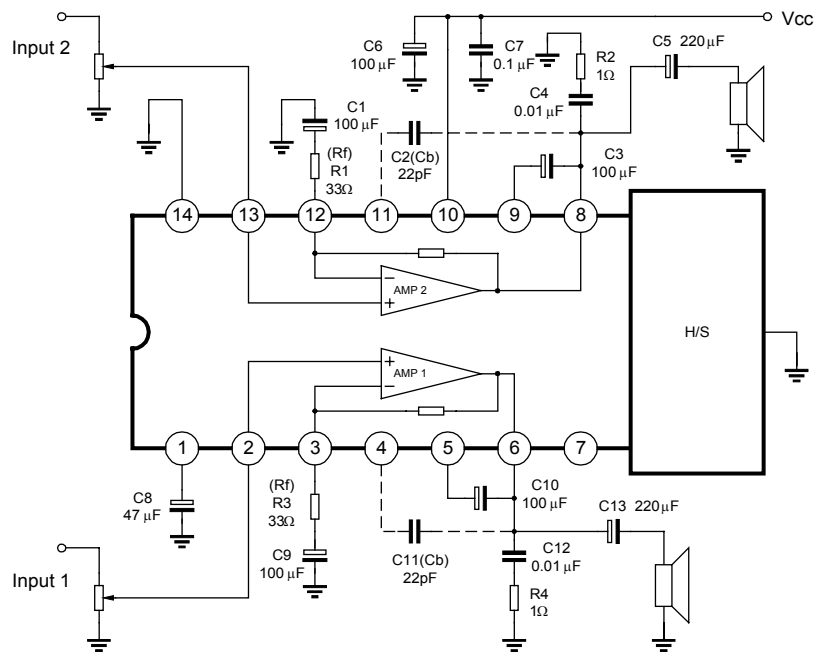 Input 2
Vcc
C6
100 µF
C7
0.1 µF
R2
1Ω
C5 220 µF
C4
0.01 µF
C1
100 µF
(Rf)
R1
33Ω
C2(Cb)
22pF
C3
100 µF
14
13
12
11
10
9
8
−
+
AMP 2
H/S
+
−
AMP 1
1
2
3
4
5
6
7
C8
47 µF
(Rf)
R3
33Ω
C9
100 µF
C10
100 µF
C11(Cb)
22pF
C13 220 µF
C12
0.01 µF
R4
1Ω
Input 1